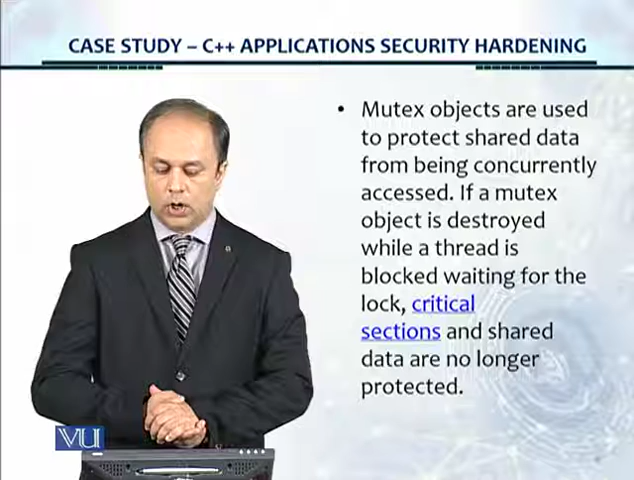 CASE STUDY – C++ APPLICATIONS SECURITY HARDENING
• Mutex objects are used
to protect shared data
from being concurrently
accessed. If a mutex
object is destroyed
while a thread is
blocked waiting for the
lock, critical
sections and shared
data are no longer
protected.
VU